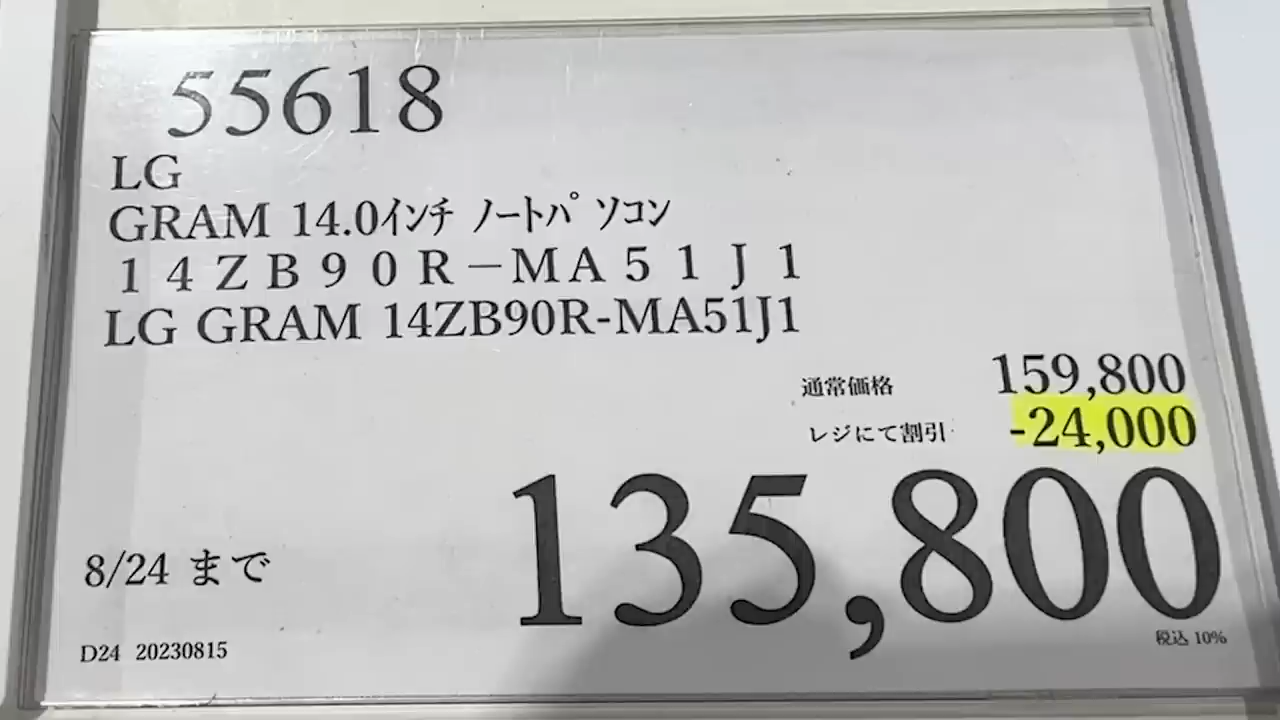 55618
LG
GRAM 14.0ｲﾝﾁ ﾉｰﾄﾊﾟｿｺﾝ
１４ＺＢ９０Ｒ－ＭＡ５１Ｊ１
LG GRAM 14ZB90R-MA51J1
通常価格 159,800
レジにて割引 -24,000
135,800
8/24 まで
税込 10%
D24 20230815